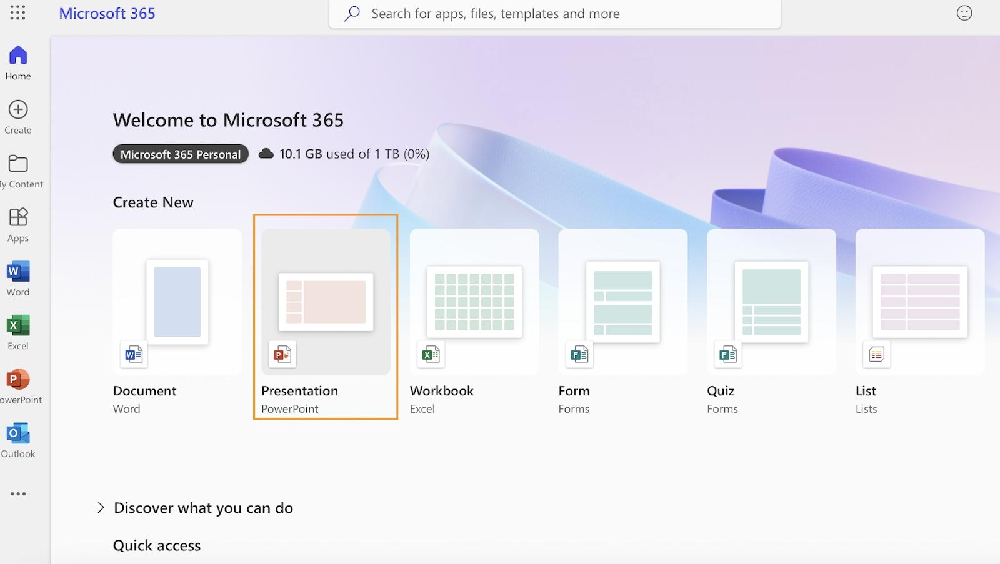 Microsoft 365
Search for apps, files, templates and more
Home
Create
y Content
Apps
Word
Excel
owerPoint
Outlook
Welcome to Microsoft 365
Microsoft 365 Personal
10.1 GB used of 1 TB (0%)
Create New
Document
Word
Presentation
PowerPoint
Workbook
Excel
Form
Forms
Quiz
Forms
List
Lists
Discover what you can do
Quick access